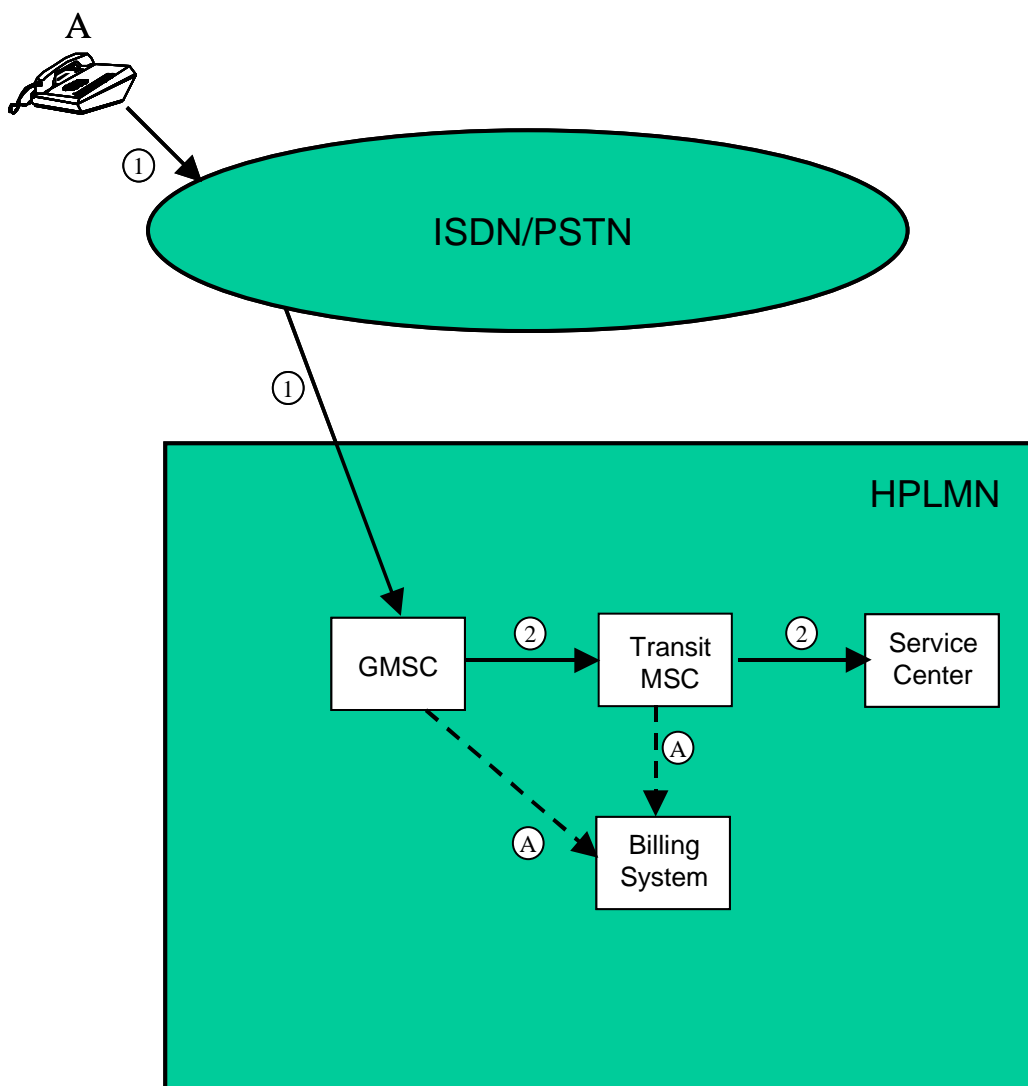 A
1
ISDN/PSTN
1
HPLMN
GMSC
2
Transit
MSC
2
Service
Center
A
A
Billing
System